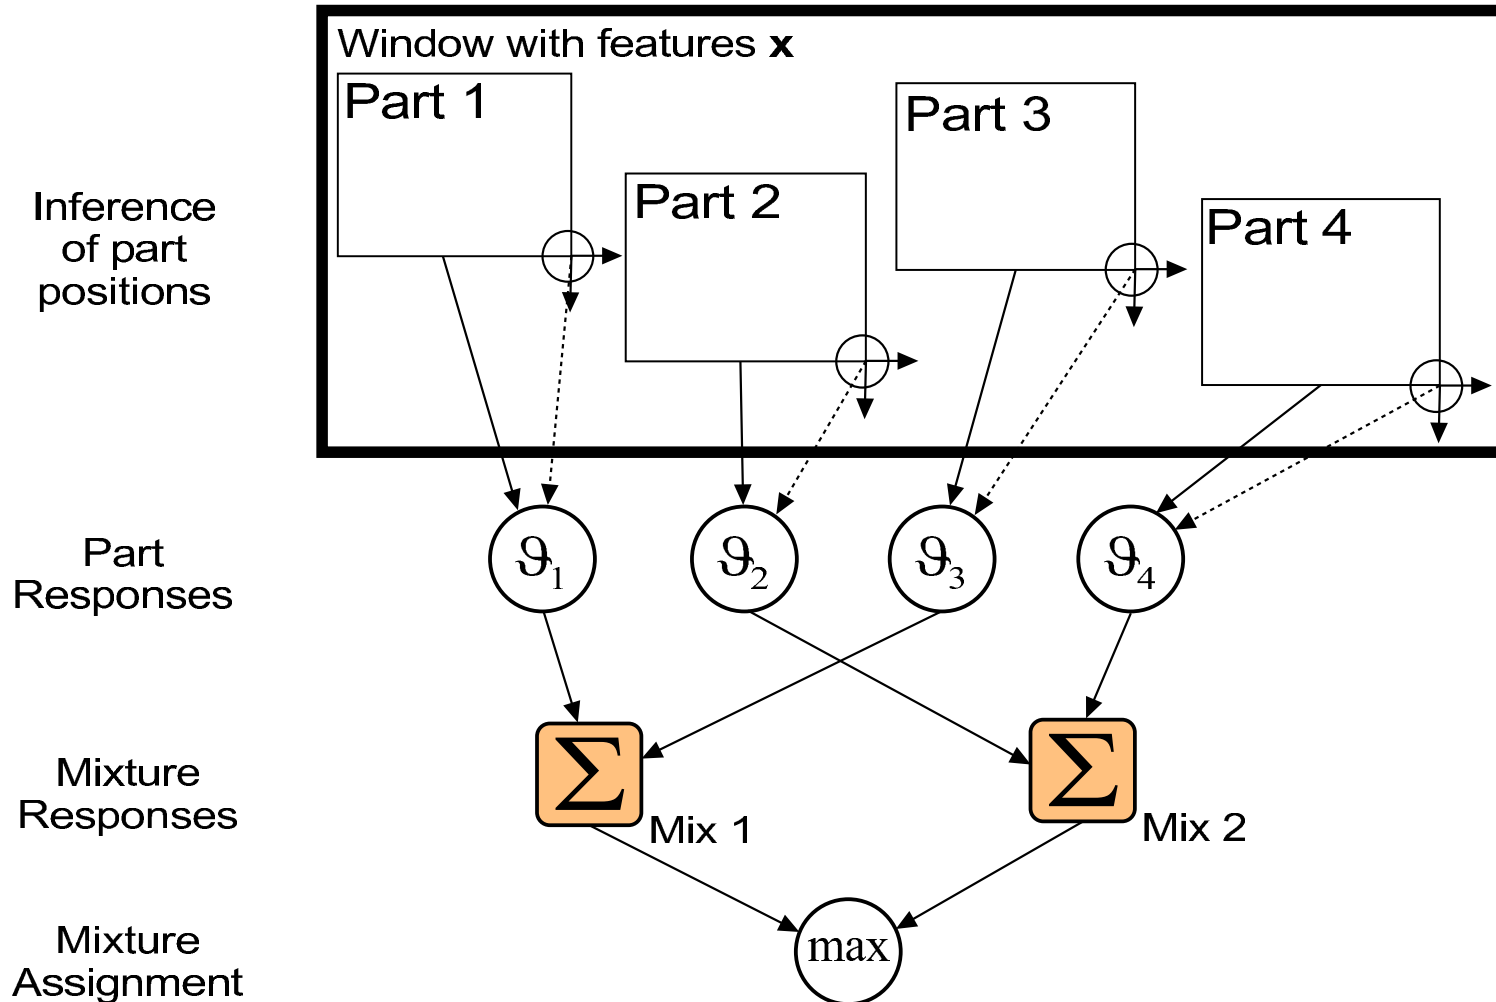 Window with features x
Part 1
Part 2
Part 3
Part 4
Inference
of part
positions
Part
Responses
ϑ1
ϑ2
ϑ3
ϑ4
Mixture
Responses
Σ
Mix 1
Σ
Mix 2
Mixture
Assignment
max